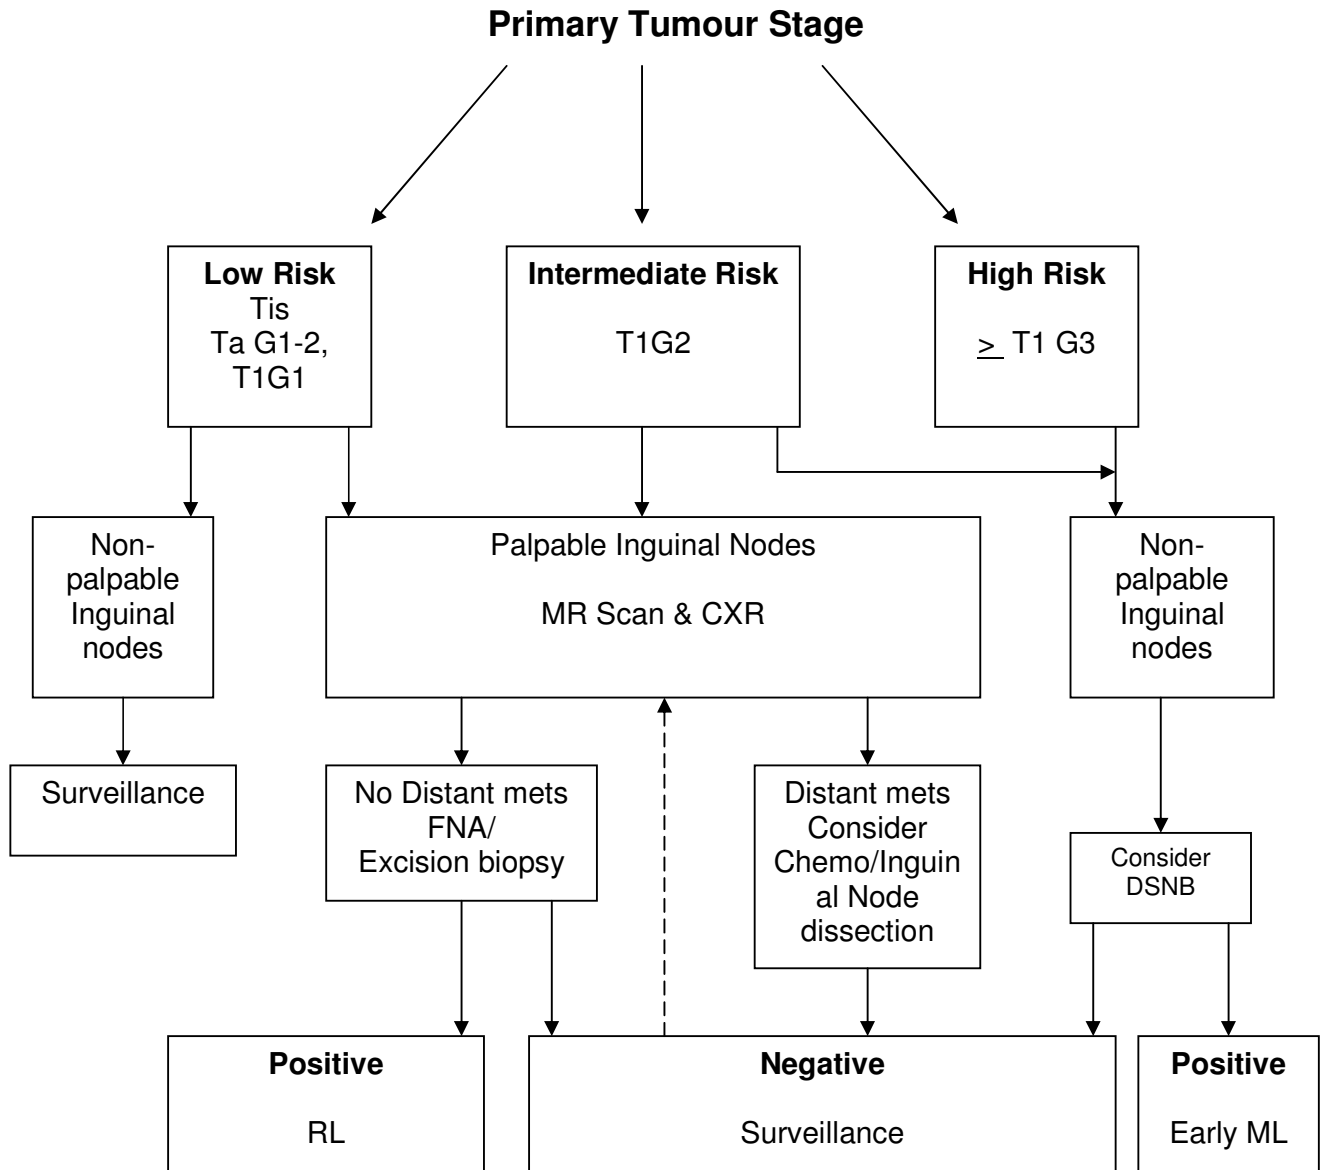 Primary Tumour Stage
Low Risk
Tis
Ta G1-2,
T1G1
Intermediate Risk
T1G2
High Risk
≥ T1 G3
Non-
palpable
Inguinal
nodes
Palpable Inguinal Nodes
MR Scan & CXR
Non-
palpable
Inguinal
nodes
Surveillance
No Distant mets
FNA/
Excision biopsy
Distant mets
Consider
Chemo/Inguin
al Node
dissection
Consider
DSNB
Positive
RL
Negative
Surveillance
Positive
Early ML